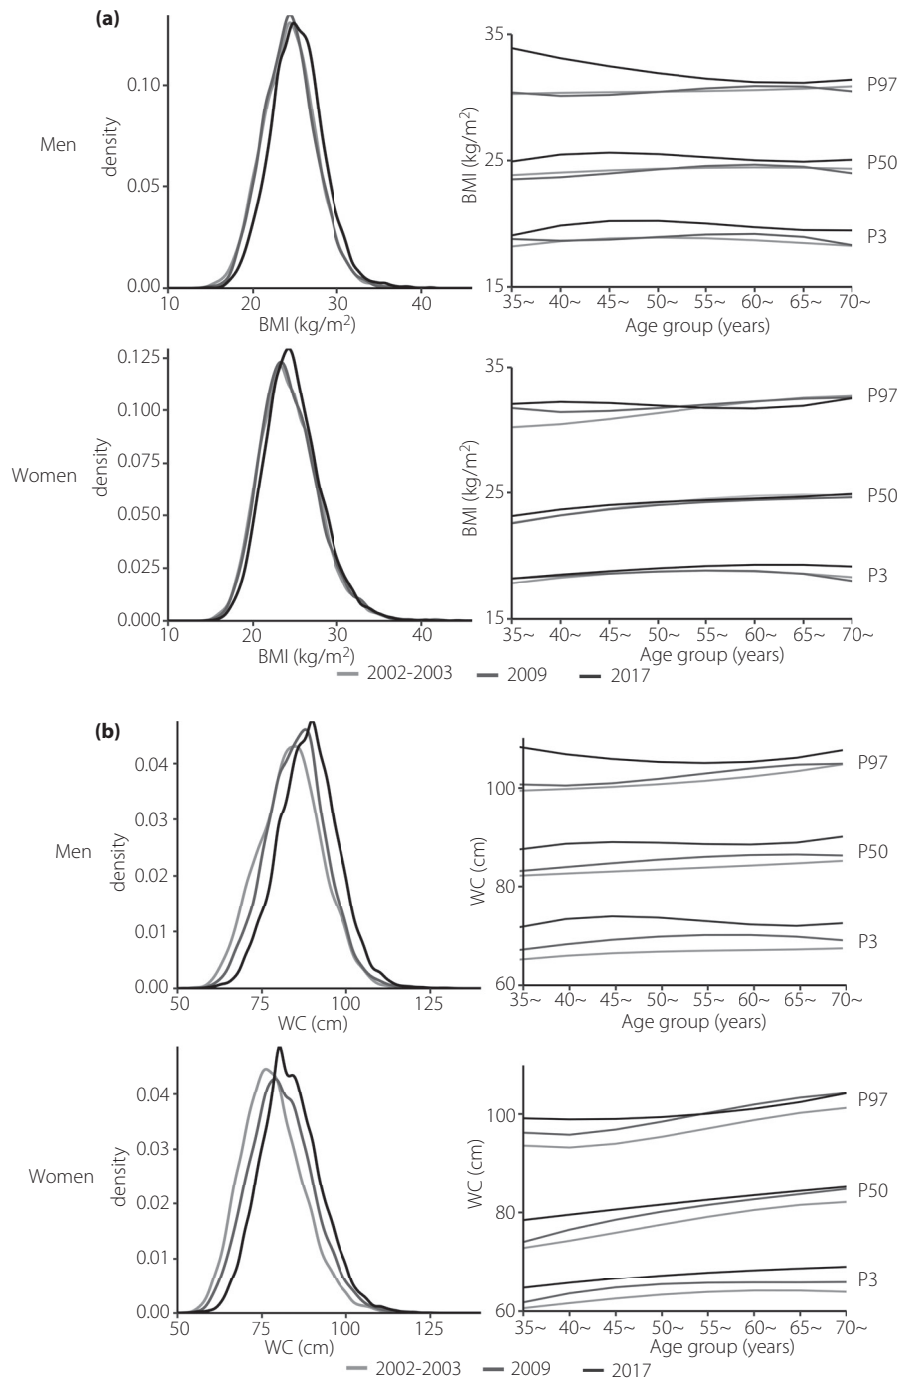 (a)
Men
density
0.10
0.05
0.00
10 20 30 40
BMI (kg/m²)
BMI (kg/m²)
35
25
15
P97
P50
P3
35~ 40~ 45~ 50~ 55~ 60~ 65~ 70~
Age group (years)
Women
density
0.125
0.100
0.075
0.050
0.025
0.000
10 20 30 40
BMI (kg/m²)
BMI (kg/m²)
35
25
15
P97
P50
P3
35~ 40~ 45~ 50~ 55~ 60~ 65~ 70~
Age group (years)
2002-2003 2009 2017
(b)
Men
density
0.04
0.03
0.02
0.01
0.00
50 75 100 125
WC (cm)
WC (cm)
100
80
60
P97
P50
P3
35~ 40~ 45~ 50~ 55~ 60~ 65~ 70~
Age group (years)
Women
density
0.04
0.03
0.02
0.01
0.00
50 75 100 125
WC (cm)
WC (cm)
100
80
60
P97
P50
P3
35~ 40~ 45~ 50~ 55~ 60~ 65~ 70~
Age group (years)
2002-2003 2009 2017